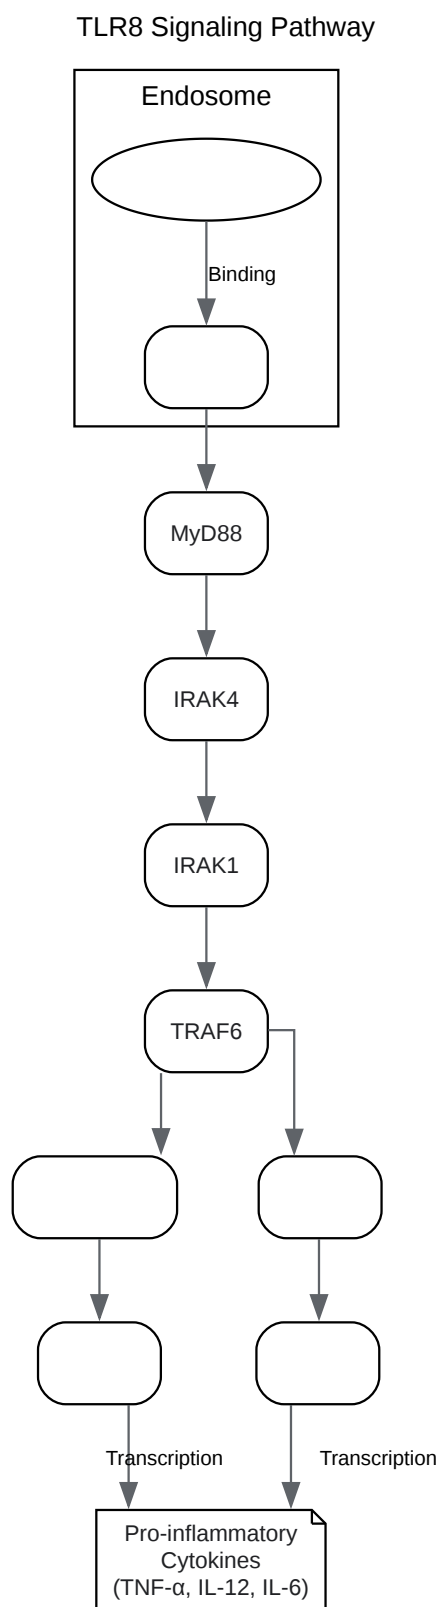 TLR8 Signaling Pathway
Endosome
Binding
MyD88
IRAK4
IRAK1
TRAF6
Transcription
Transcription
Pro-inflammatory
Cytokines
(TNF-α, IL-12, IL-6)